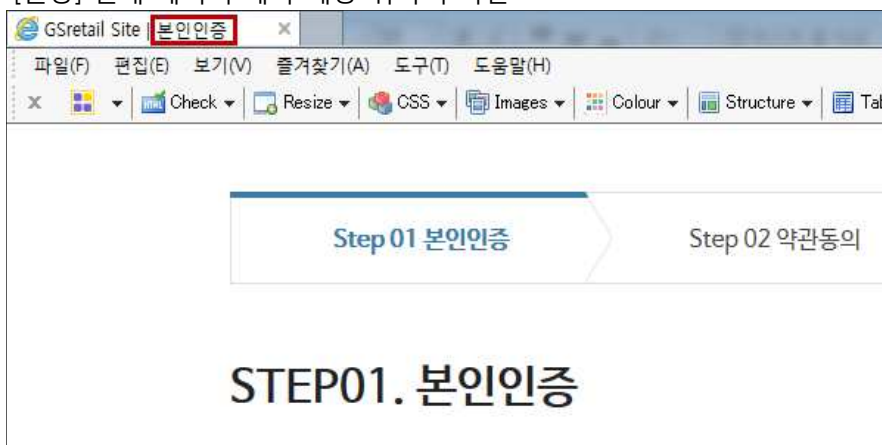 GSretail Site | 본인인증
파일(F) 편집(E) 보기(V) 즐겨찾기(A) 도구(T) 도움말(H)
Check Resize CSS Images Colour Structure Tal
Step 01 본인인증 Step 02 약관동의
STEP01. 본인인증